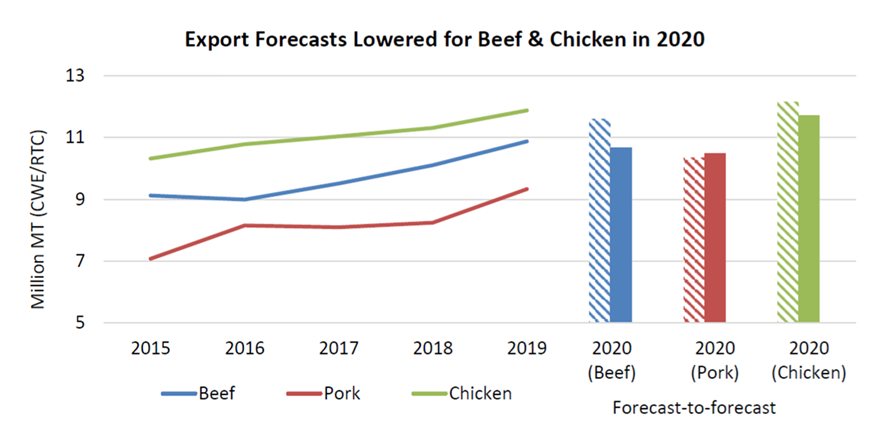 Export Forecasts Lowered for Beef & Chicken in 2020
Million MT (CWE/RTC)
13
11
9
7
5
2015 2016 2017 2018 2019 2020 2020 2020
(Beef) (Pork) (Chicken)
Beef Pork Chicken
Forecast-to-forecast